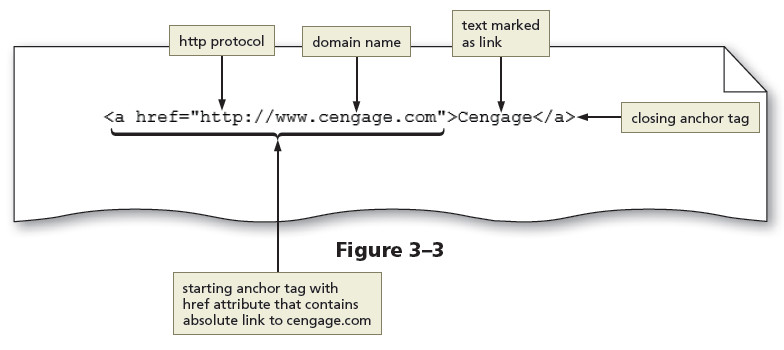 http protocol
domain name
text marked
as link
<a href="http://www.cengage.com">Cengage</a>
closing anchor tag
Figure 3–3
starting anchor tag with
href attribute that contains
absolute link to cengage.com